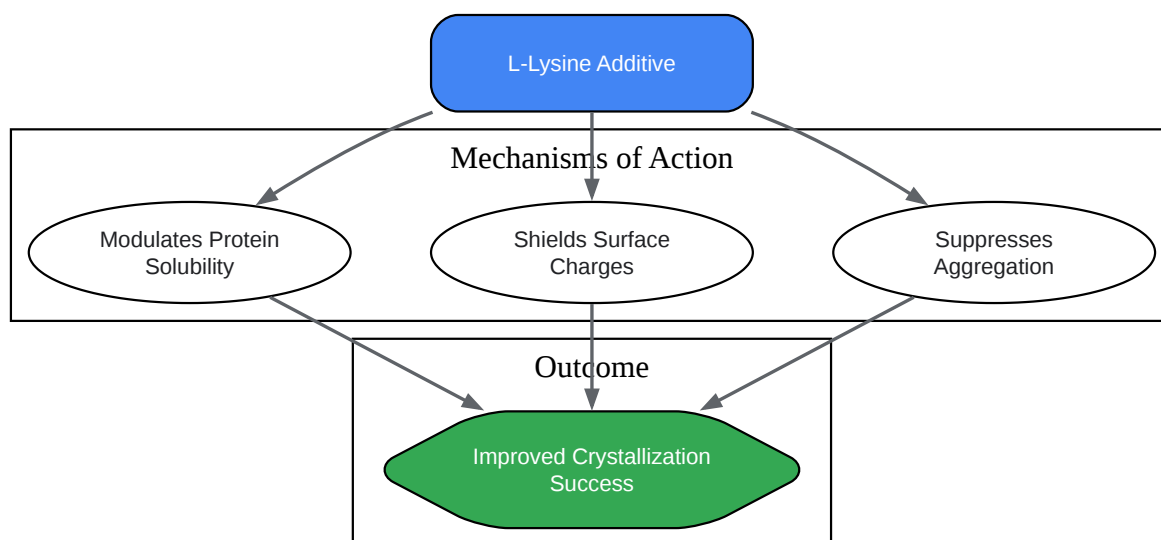 L-Lysine Additive
Mechanisms of Action
Modulates Protein
Solubility
Shields Surface
Charges
Suppresses
Aggregation
Outcome
Improved Crystallization
Success